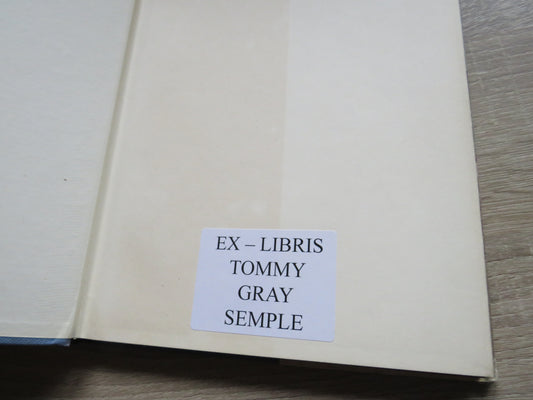 EX – LIBRIS
TOMMY
GRAY
SEMPLE